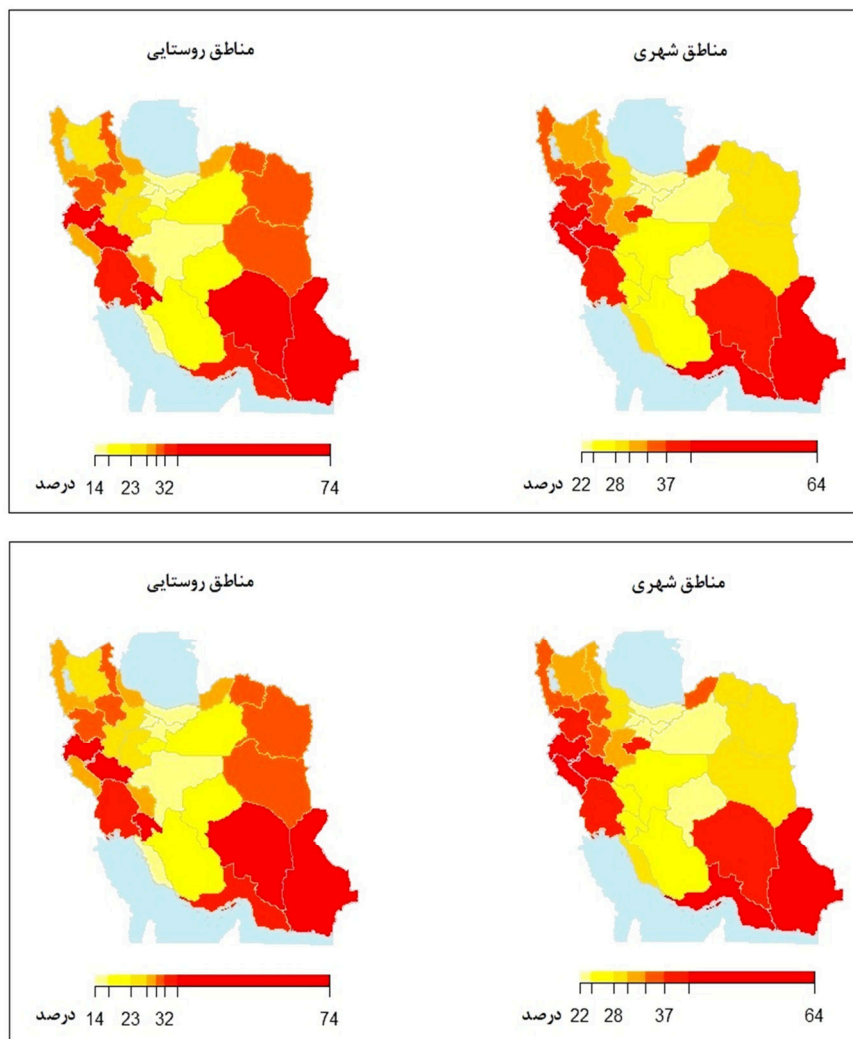 مناطق شهری
مناطق روستایی
درصد 22 28 37 64
درصد 14 23 32 74
مناطق شهری
مناطق روستایی
درصد 22 28 37 64
درصد 14 23 32 74